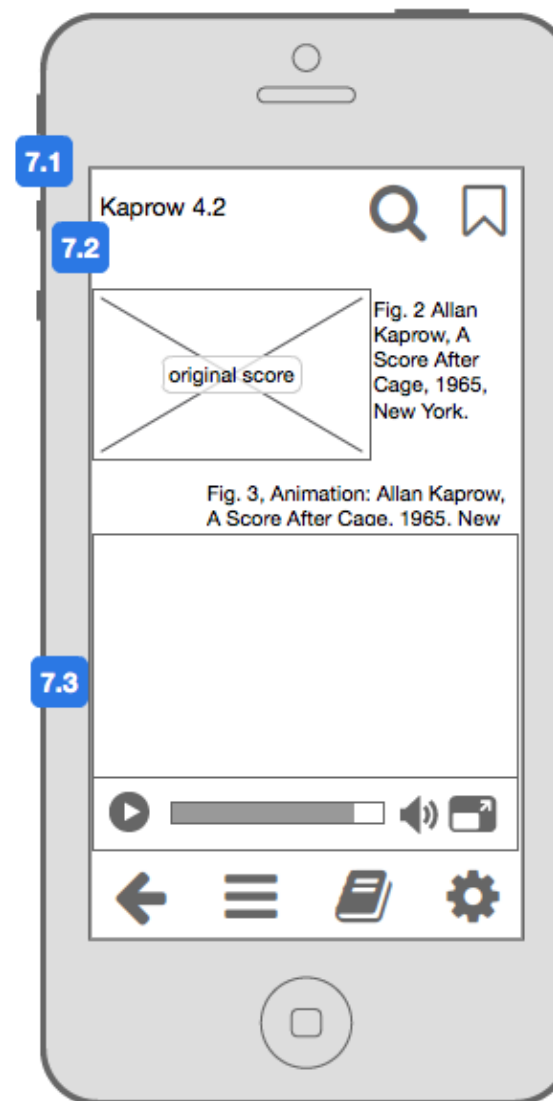 7.1
Kaprow 4.2
7.2
original score
Fig. 2 Allan
Kaprow, A
Score After
Cage, 1965,
New York.
Fig. 3, Animation: Allan Kaprow,
A Score After Cage, 1965, New
7.3